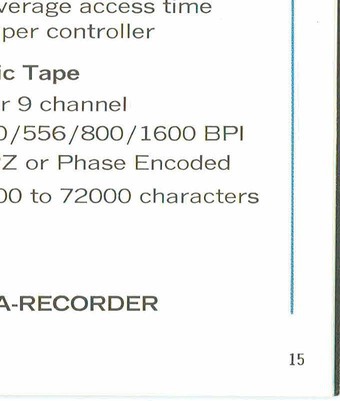 verage access time
per controller
ic Tape
r 9 channel
0/556/800/1600 BPI
Z or Phase Encoded
00 to 72000 characters
A-RECORDER
15